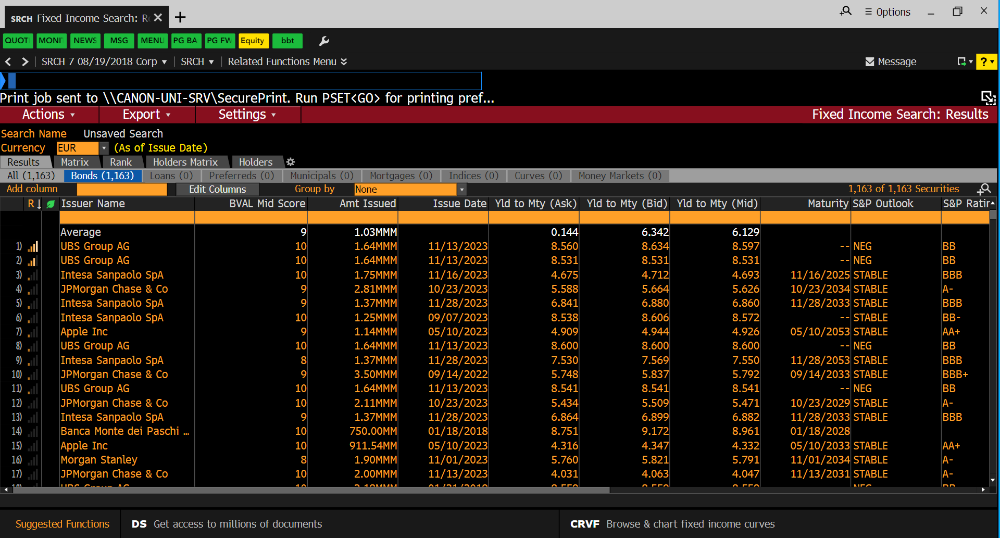 SRCH Fixed Income Search: Re
Options
QUOT MONI NEWS MSG MENU PG BA PG FW Equity bbt
SRCH 7 08/19/2018 Corp SRCH Related Functions Menu Message ?
Print job sent to \\CANON-UNI-SRV\SecurePrint. Run PSET<GO> for printing pref...
Actions Export Settings Fixed Income Search: Results
Search Name Unsaved Search
Currency EUR (As of Issue Date)
Results Matrix Rank Holders Matrix Holders
All (1,163) Bonds (1,163) Loans (0) Preferreds (0) Municipals (0) Mortgages (0) Indices (0) Curves (0) Money Markets (0)
Add column Edit Columns Group by None 1,163 of 1,163 Securities
R Issuer Name BVAL Mid Score Amt Issued Issue Date Yld to Mty (Ask) Yld to Mty (Bid) Yld to Mty (Mid) Maturity S&P Outlook S&P Ratir
Average 9 1.03MMM 0.144 6.342 6.129
1) UBS Group AG 10 1.64MMM 11/13/2023 8.560 8.634 8.597 -- NEG BB
2) UBS Group AG 10 1.64MMM 11/13/2023 8.531 8.531 8.531 -- NEG BB
3) Intesa Sanpaolo SpA 10 1.75MMM 11/16/2023 4.675 4.712 4.693 11/16/2025 STABLE BBB
4) JPMorgan Chase & Co 9 2.81MMM 10/23/2023 5.588 5.664 5.626 10/23/2034 STABLE A-
5) Intesa Sanpaolo SpA 9 1.37MMM 11/28/2023 6.841 6.880 6.860 11/28/2033 STABLE BBB
6) Intesa Sanpaolo SpA 10 1.25MMM 09/07/2023 8.538 8.606 8.572 -- STABLE BB-
7) Apple Inc 9 1.14MMM 05/10/2023 4.909 4.944 4.926 05/10/2053 STABLE AA+
8) UBS Group AG 10 1.64MMM 11/13/2023 8.600 8.600 8.600 -- NEG BB
9) Intesa Sanpaolo SpA 8 1.37MMM 11/28/2023 7.530 7.569 7.550 11/28/2053 STABLE BBB
10) JPMorgan Chase & Co 9 3.50MMM 09/14/2022 5.748 5.837 5.792 09/14/2033 STABLE BBB+
11) UBS Group AG 10 1.64MMM 11/13/2023 8.541 8.541 8.541 -- NEG BB
12) JPMorgan Chase & Co 10 2.11MMM 10/23/2023 5.434 5.509 5.471 10/23/2029 STABLE A-
13) Intesa Sanpaolo SpA 9 1.37MMM 11/28/2023 6.864 6.899 6.882 11/28/2033 STABLE BBB
14) Banca Monte dei Paschi ... 10 750.00MM 01/18/2018 8.751 9.172 8.961 01/18/2028
15) Apple Inc 10 911.54MM 05/10/2023 4.316 4.347 4.332 05/10/2033 STABLE AA+
16) Morgan Stanley 8 1.90MMM 11/01/2023 5.760 5.821 5.791 11/01/2034 STABLE A-
17) JPMorgan Chase & Co 10 2.00MMM 11/13/2023 4.031 4.063 4.047 11/13/2031 STABLE A-
Suggested Functions DS Get access to millions of documents CRVF Browse & chart fixed income curves